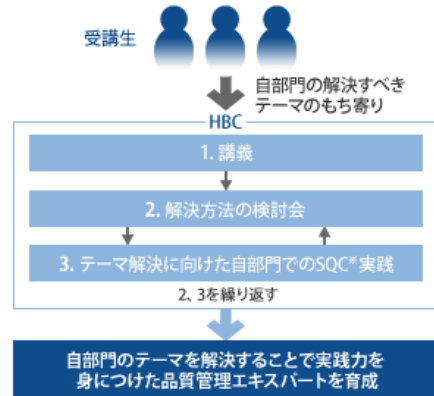 受講生
自部門の解決すべき
テーマのもち寄り
HBC
1. 講義
2. 解決方法の検討会
3. テーマ解決に向けた自部門でのSQC※実践
2、3を繰り返す
自部門のテーマを解決することで実践力を
身につけた品質管理エキスパートを育成